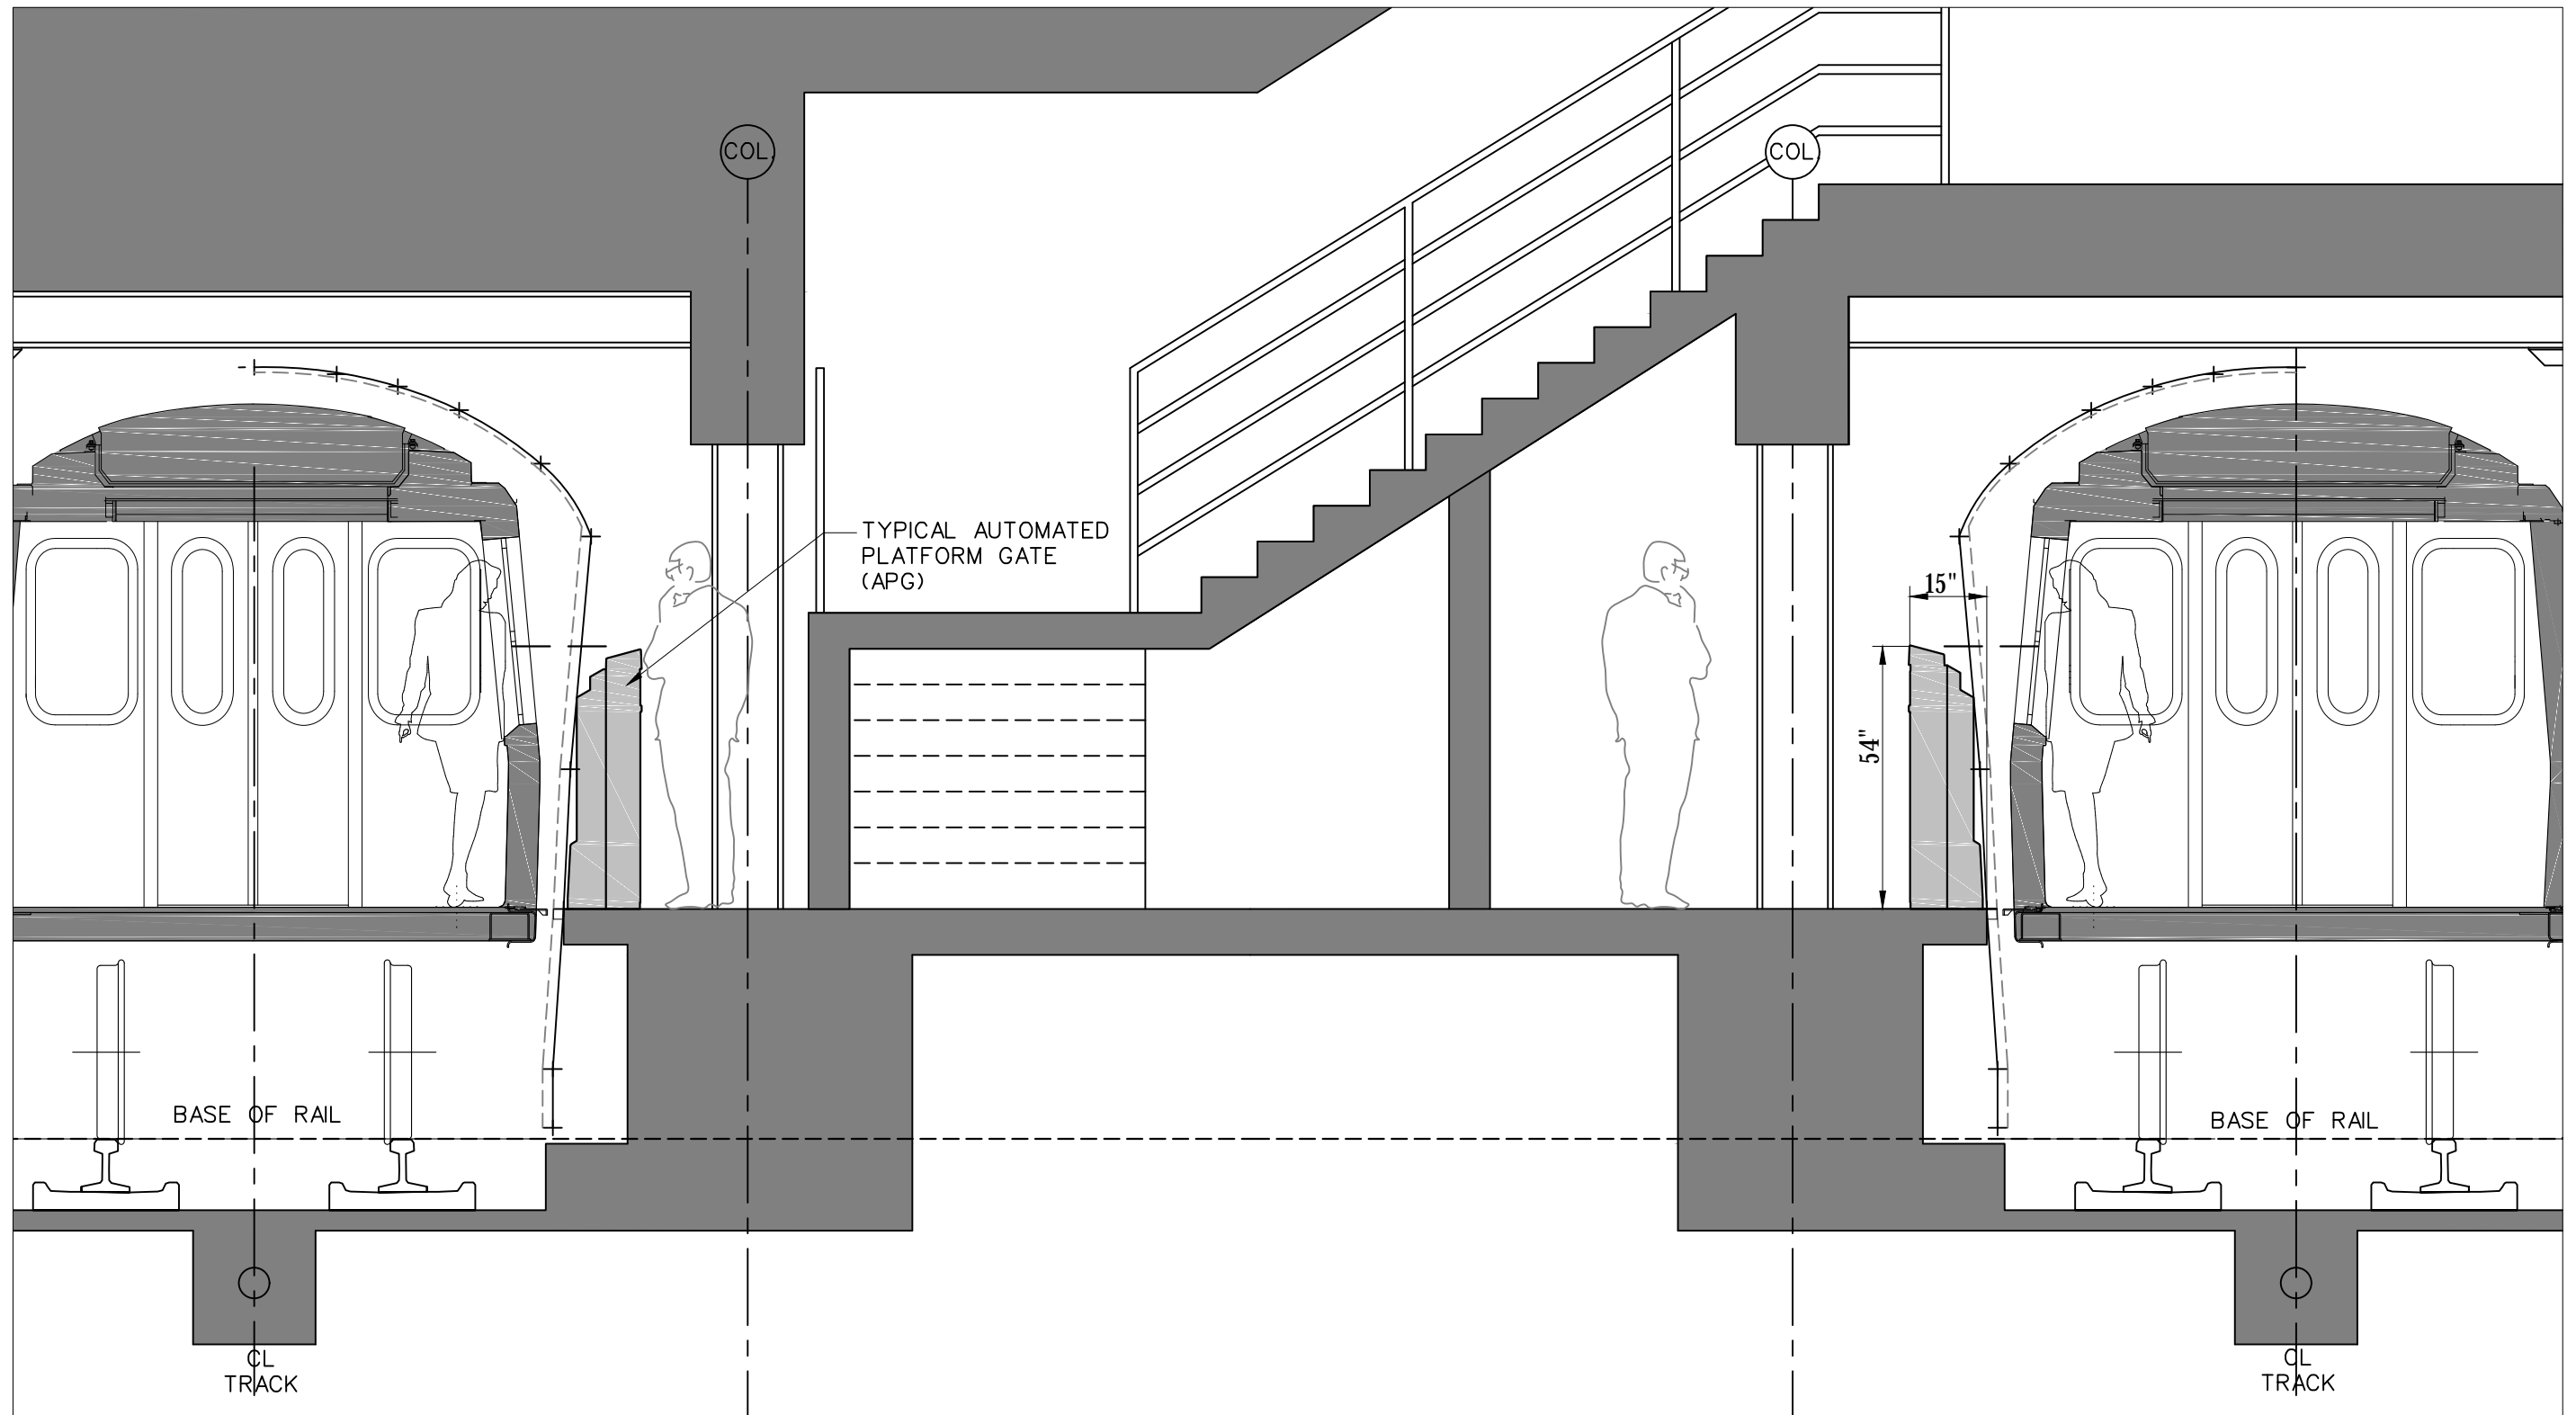 COL.
COL.
TYPICAL AUTOMATED
PLATFORM GATE
(APG)
15"
54"
BASE OF RAIL
BASE OF RAIL
CL
TRACK
CL
TRACK